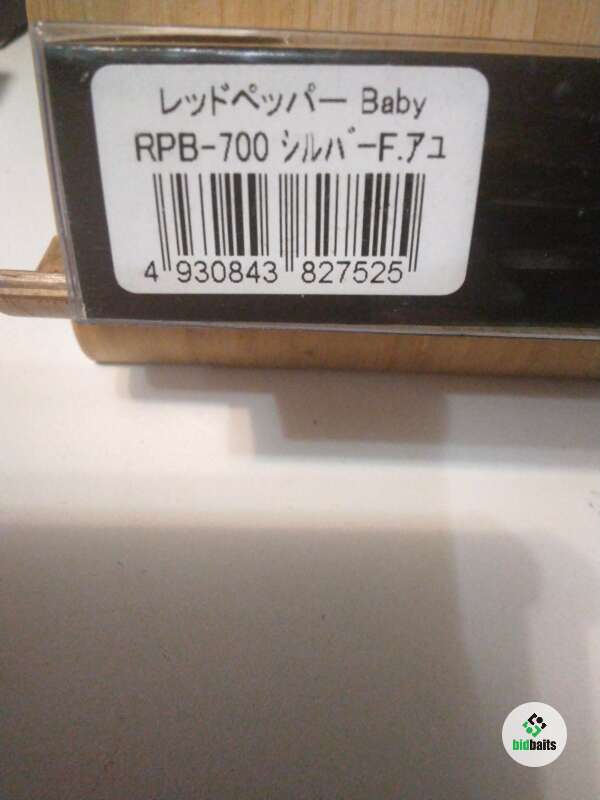 レッドペッパー Baby
RPB-700 ｼﾙﾊﾞｰF.アユ
4 930843 827525
bidbaits